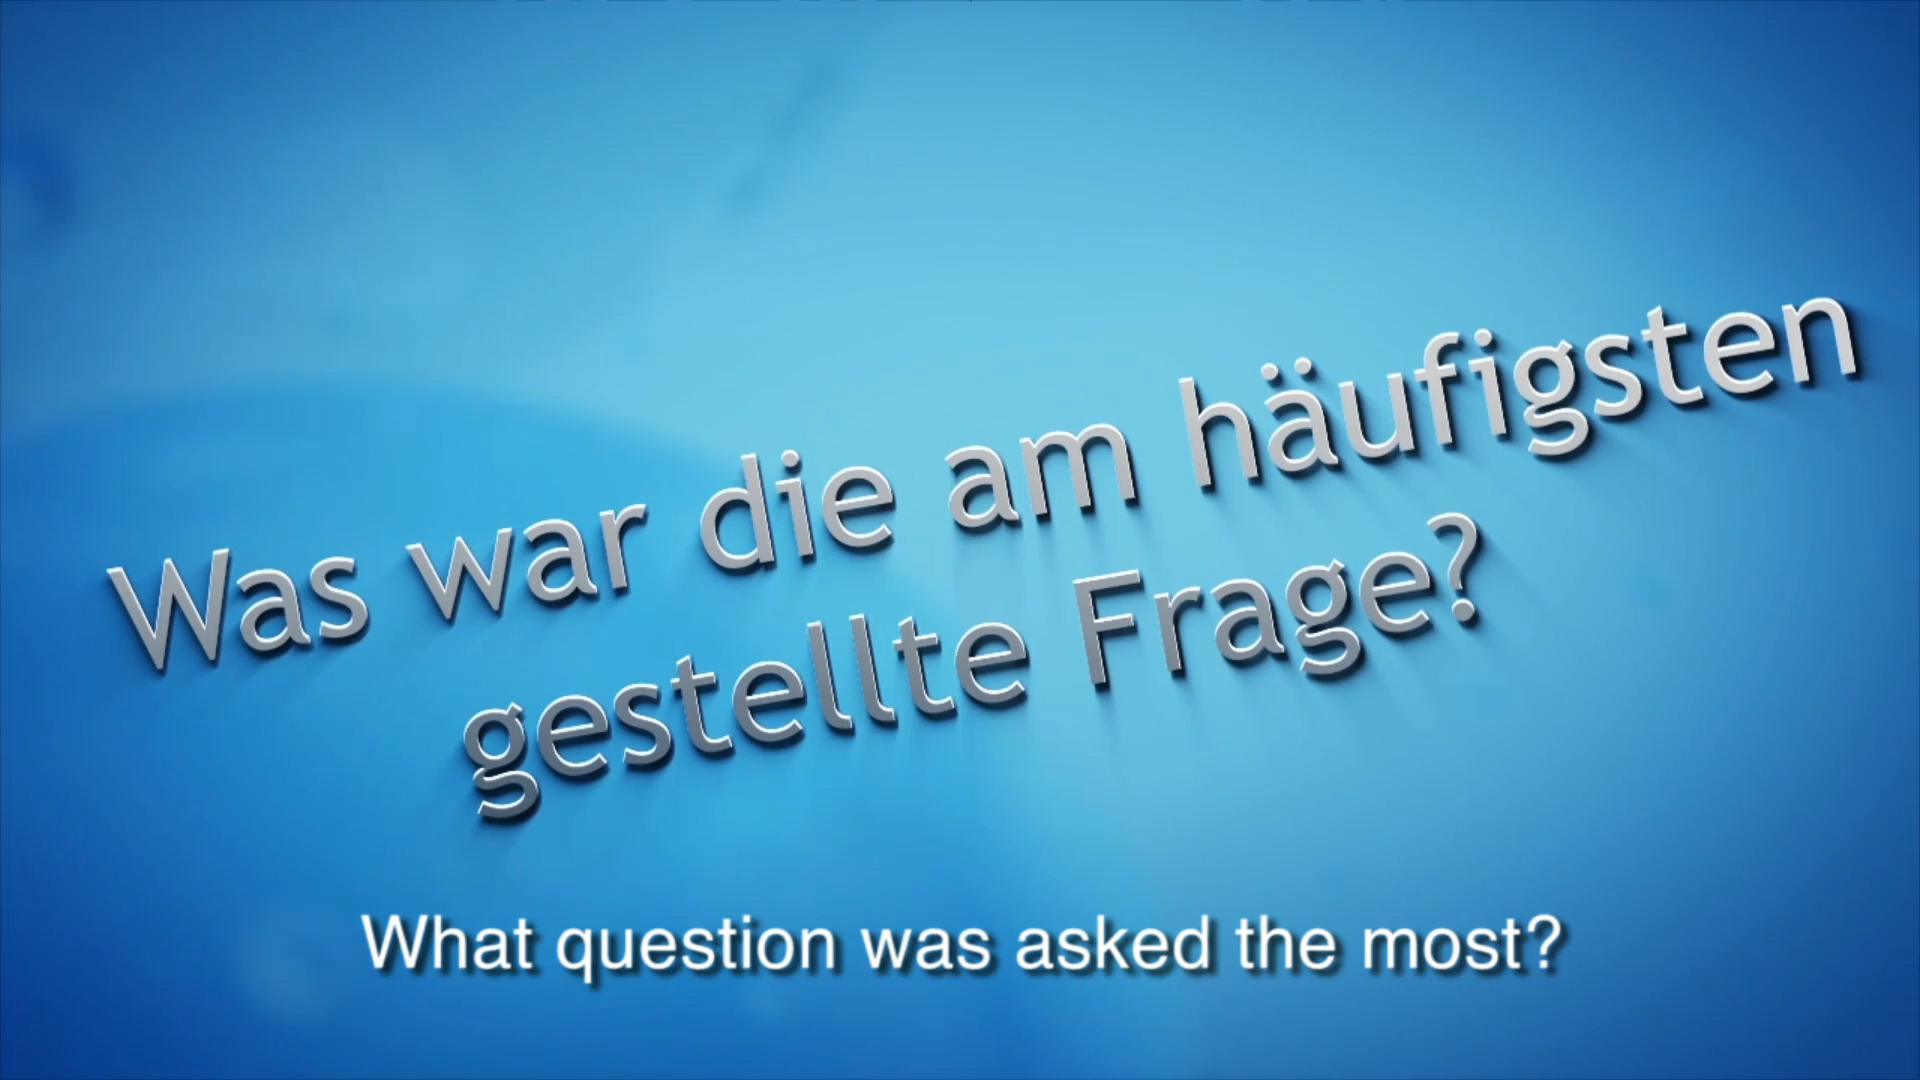 Was war die am häufigsten
gestellte Frage?
What question was asked the most?